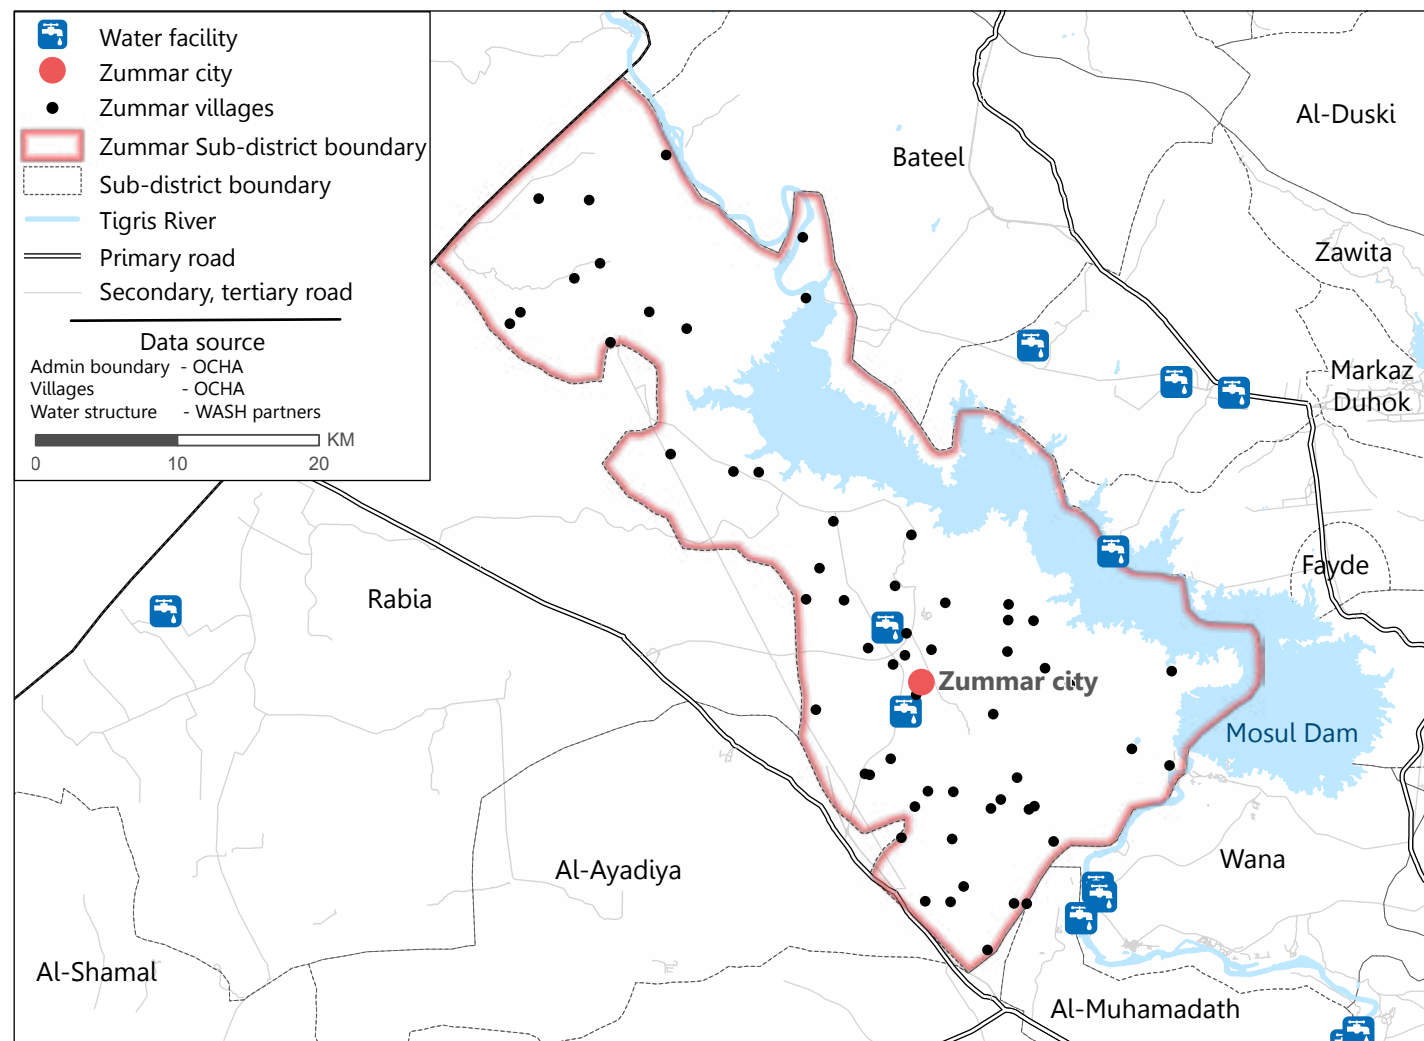 Water facility
Zummar city
Zummar villages
Zummar Sub-district boundary
Sub-district boundary
Tigris River
Primary road
Secondary, tertiary road
Data source
Admin boundary - OCHA
Villages - OCHA
Water structure - WASH partners
KM
0 10 20
Al-Duski
Bateel
Zawita
Markaz
Duhok
Fayde
Rabia
Zummar city
Mosul Dam
Wana
Al-Ayadiya
Al-Shamal
Al-Muhamadath